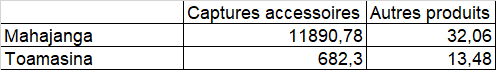 Captures accessoires Autres produits
Mahajanga 11890,78 32,06
Toamasina 682,3 13,48